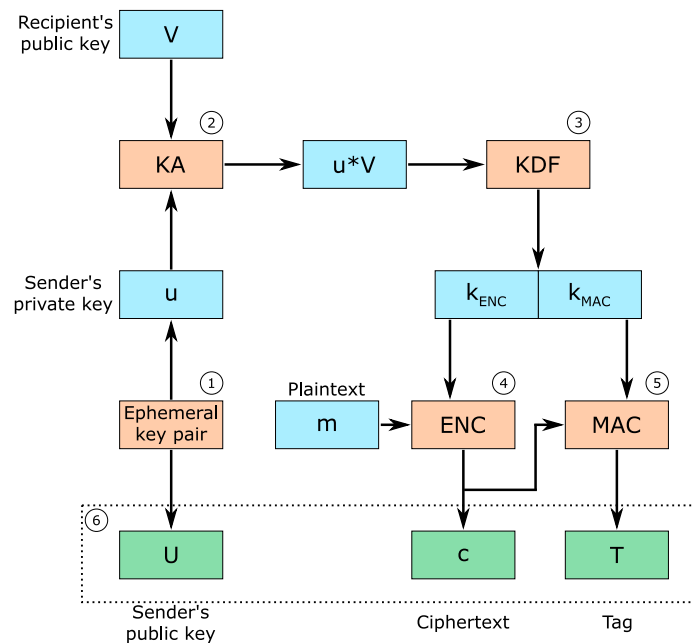 Recipient's
public key
V
2
3
KA
u*V
KDF
Sender's
private key
u
kENC
kMAC
1
Plaintext
4
5
Ephemeral
key pair
m
ENC
MAC
6
U
c
T
Sender's
public key
Ciphertext
Tag